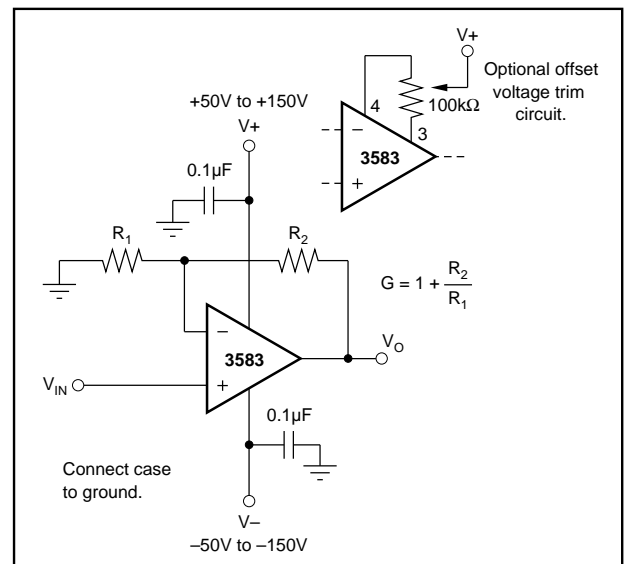 V+
Optional offset
voltage trim
circuit.
100kΩ
4
3
–
3583
+
+50V to +150V
V+
0.1µF
R1
R2
G = 1 + R2
R1
–
3583
+
VO
VIN
0.1µF
Connect case
to ground.
V–
–50V to –150V